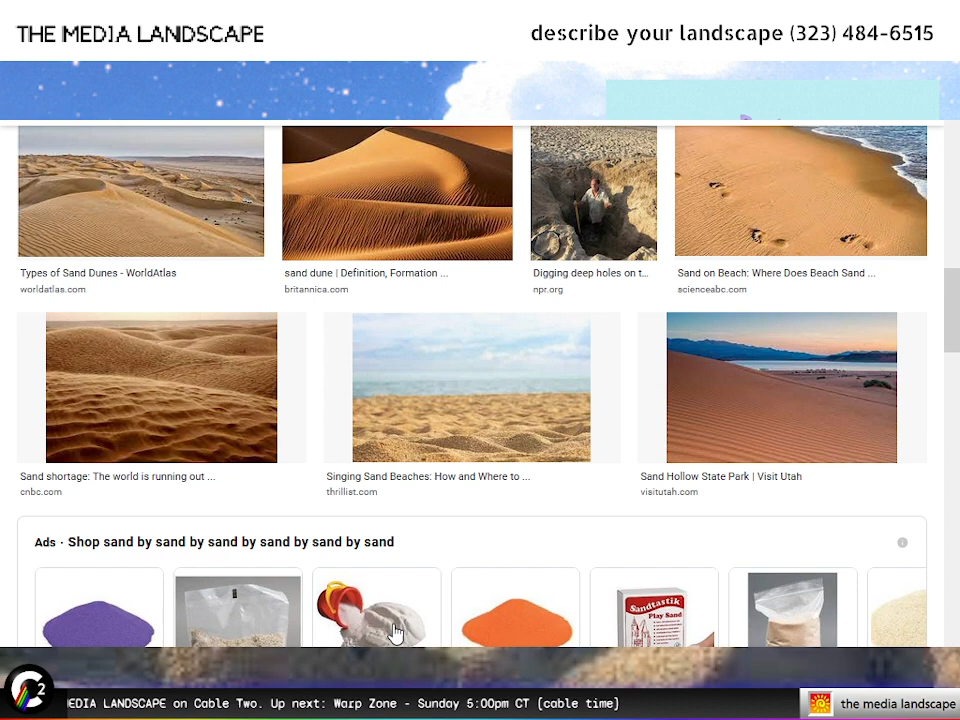 THE MEDIA LANDSCAPE
describe your landscape (323) 484-6515
Types of Sand Dunes - WorldAtlas
worldatlas.com
sand dune | Definition, Formation ...
britannica.com
Digging deep holes on t...
npr.org
Sand on Beach: Where Does Beach Sand ...
scienceabc.com
Sand shortage: The world is running out ...
cnbc.com
Singing Sand Beaches: How and Where to ...
thrillist.com
Sand Hollow State Park | Visit Utah
visitutah.com
Ads · Shop sand by sand by sand by sand by sand by sand
Sandtastik
Play Sand
C2
EDIA LANDSCAPE on Cable Two. Up next: Warp Zone - Sunday 5:00pm CT [cable time]
the media landscape